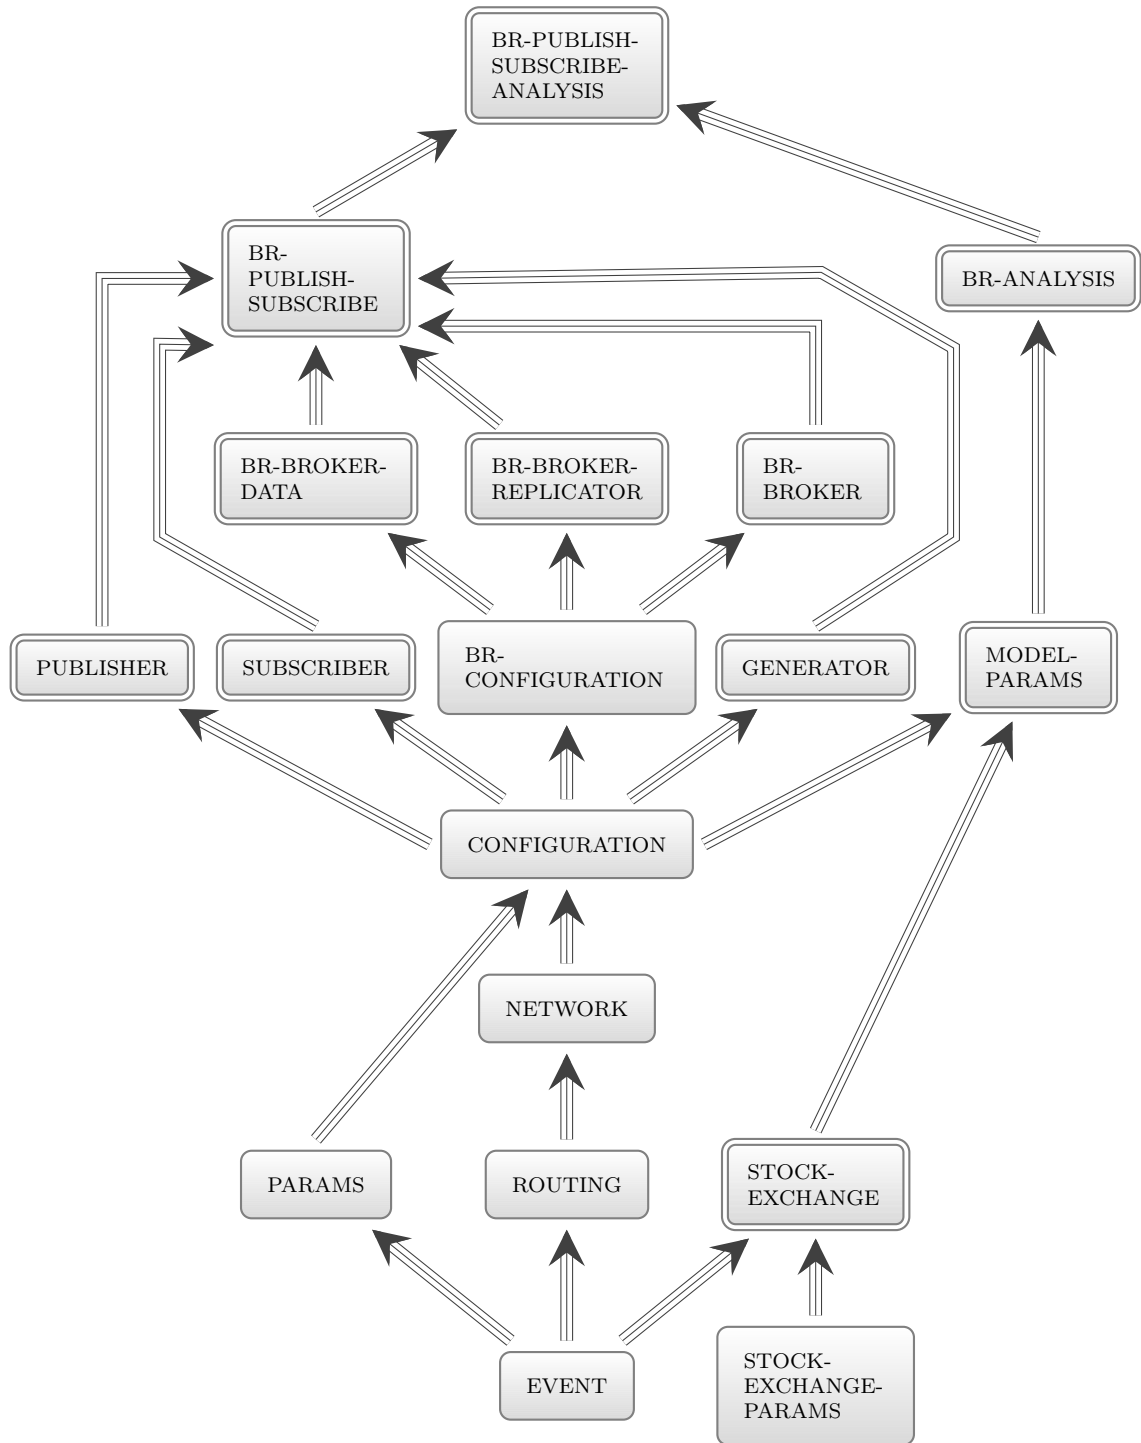 BR-PUBLISH-
SUBSCRIBE-
ANALYSIS
BR-
PUBLISH-
SUBSCRIBE
BR-ANALYSIS
BR-BROKER-
DATA
BR-BROKER-
REPLICATOR
BR-
BROKER
PUBLISHER
SUBSCRIBER
BR-
CONFIGURATION
GENERATOR
MODEL-
PARAMS
CONFIGURATION
NETWORK
PARAMS
ROUTING
STOCK-
EXCHANGE
EVENT
STOCK-
EXCHANGE-
PARAMS